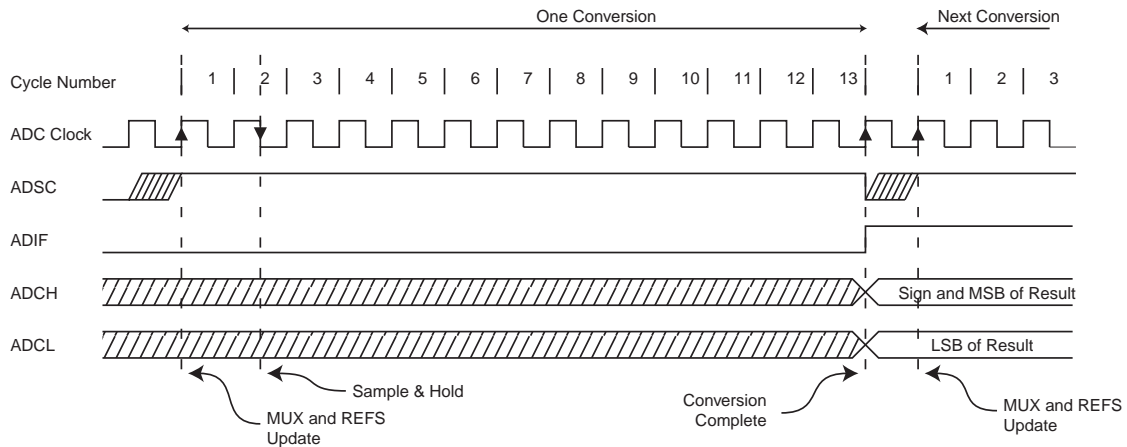 One Conversion
Next Conversion
Cycle Number
1 2 3 4 5 6 7 8 9 10 11 12 13 1 2 3
ADC Clock
ADSC
ADIF
ADCH
Sign and MSB of Result
ADCL
LSB of Result
MUX and REFS
Update
Sample & Hold
Conversion
Complete
MUX and REFS
Update